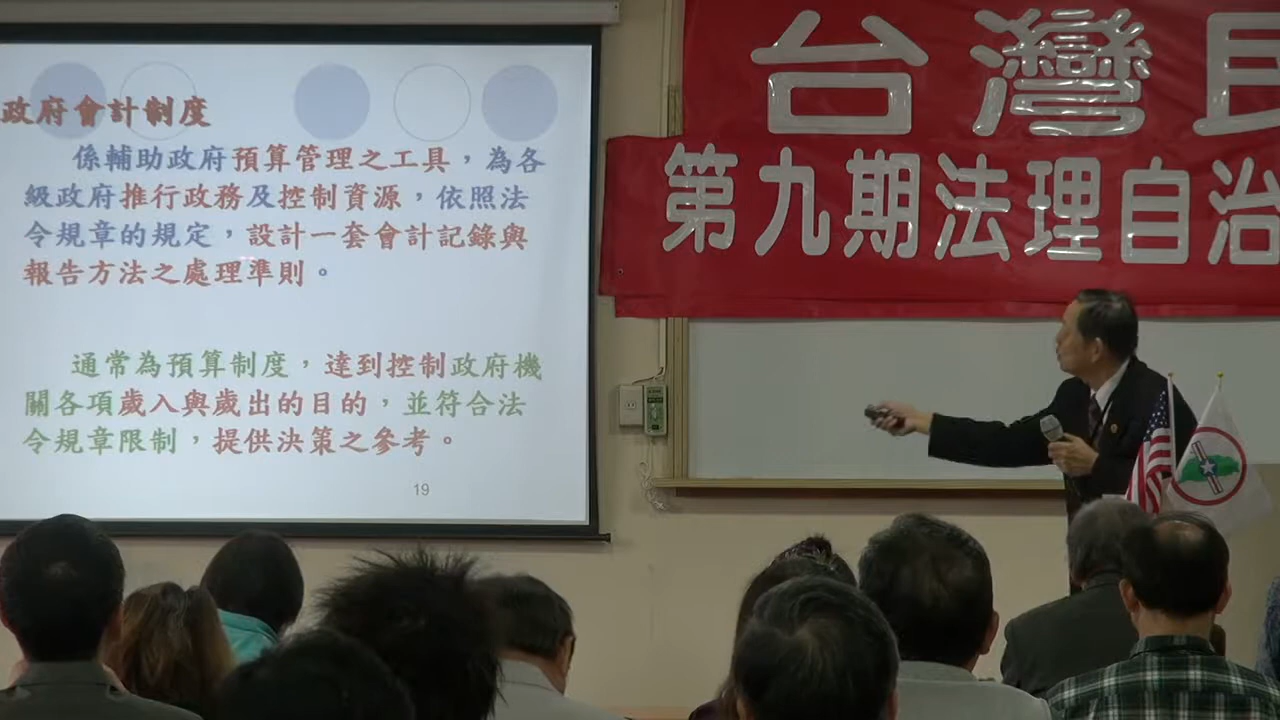 政府會計制度
係輔助政府預算管理之工具，為各
級政府推行政務及控制資源，依照法
令規章的規定，設計一套會計記錄與
報告方法之處理準則。
通常為預算制度，達到控制政府機
關各項歲入與歲出的目的，並符合法
令規章限制，提供決策之參考。
19
台灣民
第九期法理自治